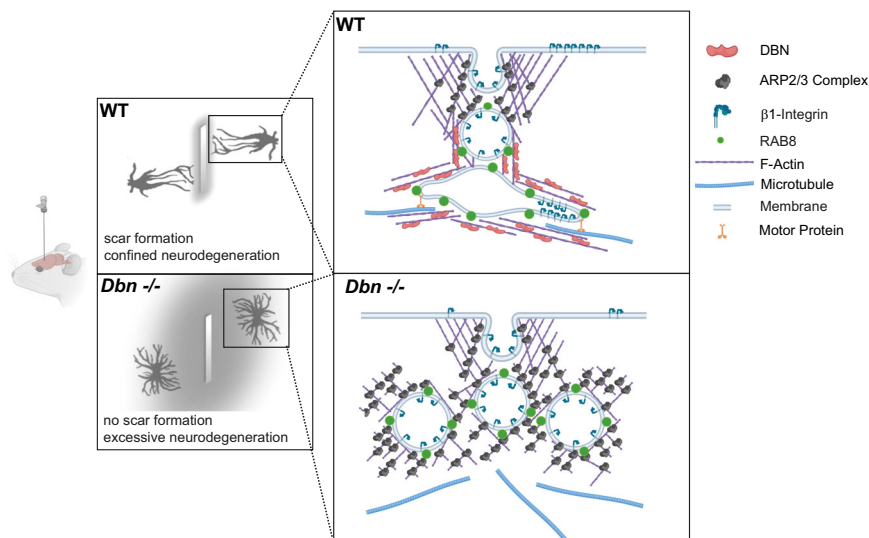 WT
scar formation
confined neurodegeneration
Dbn -/-
no scar formation
excessive neurodegeneration
WT
Dbn -/-
DBN
ARP2/3 Complex
β1-Integrin
RAB8
F-Actin
Microtubule
Membrane
Motor Protein